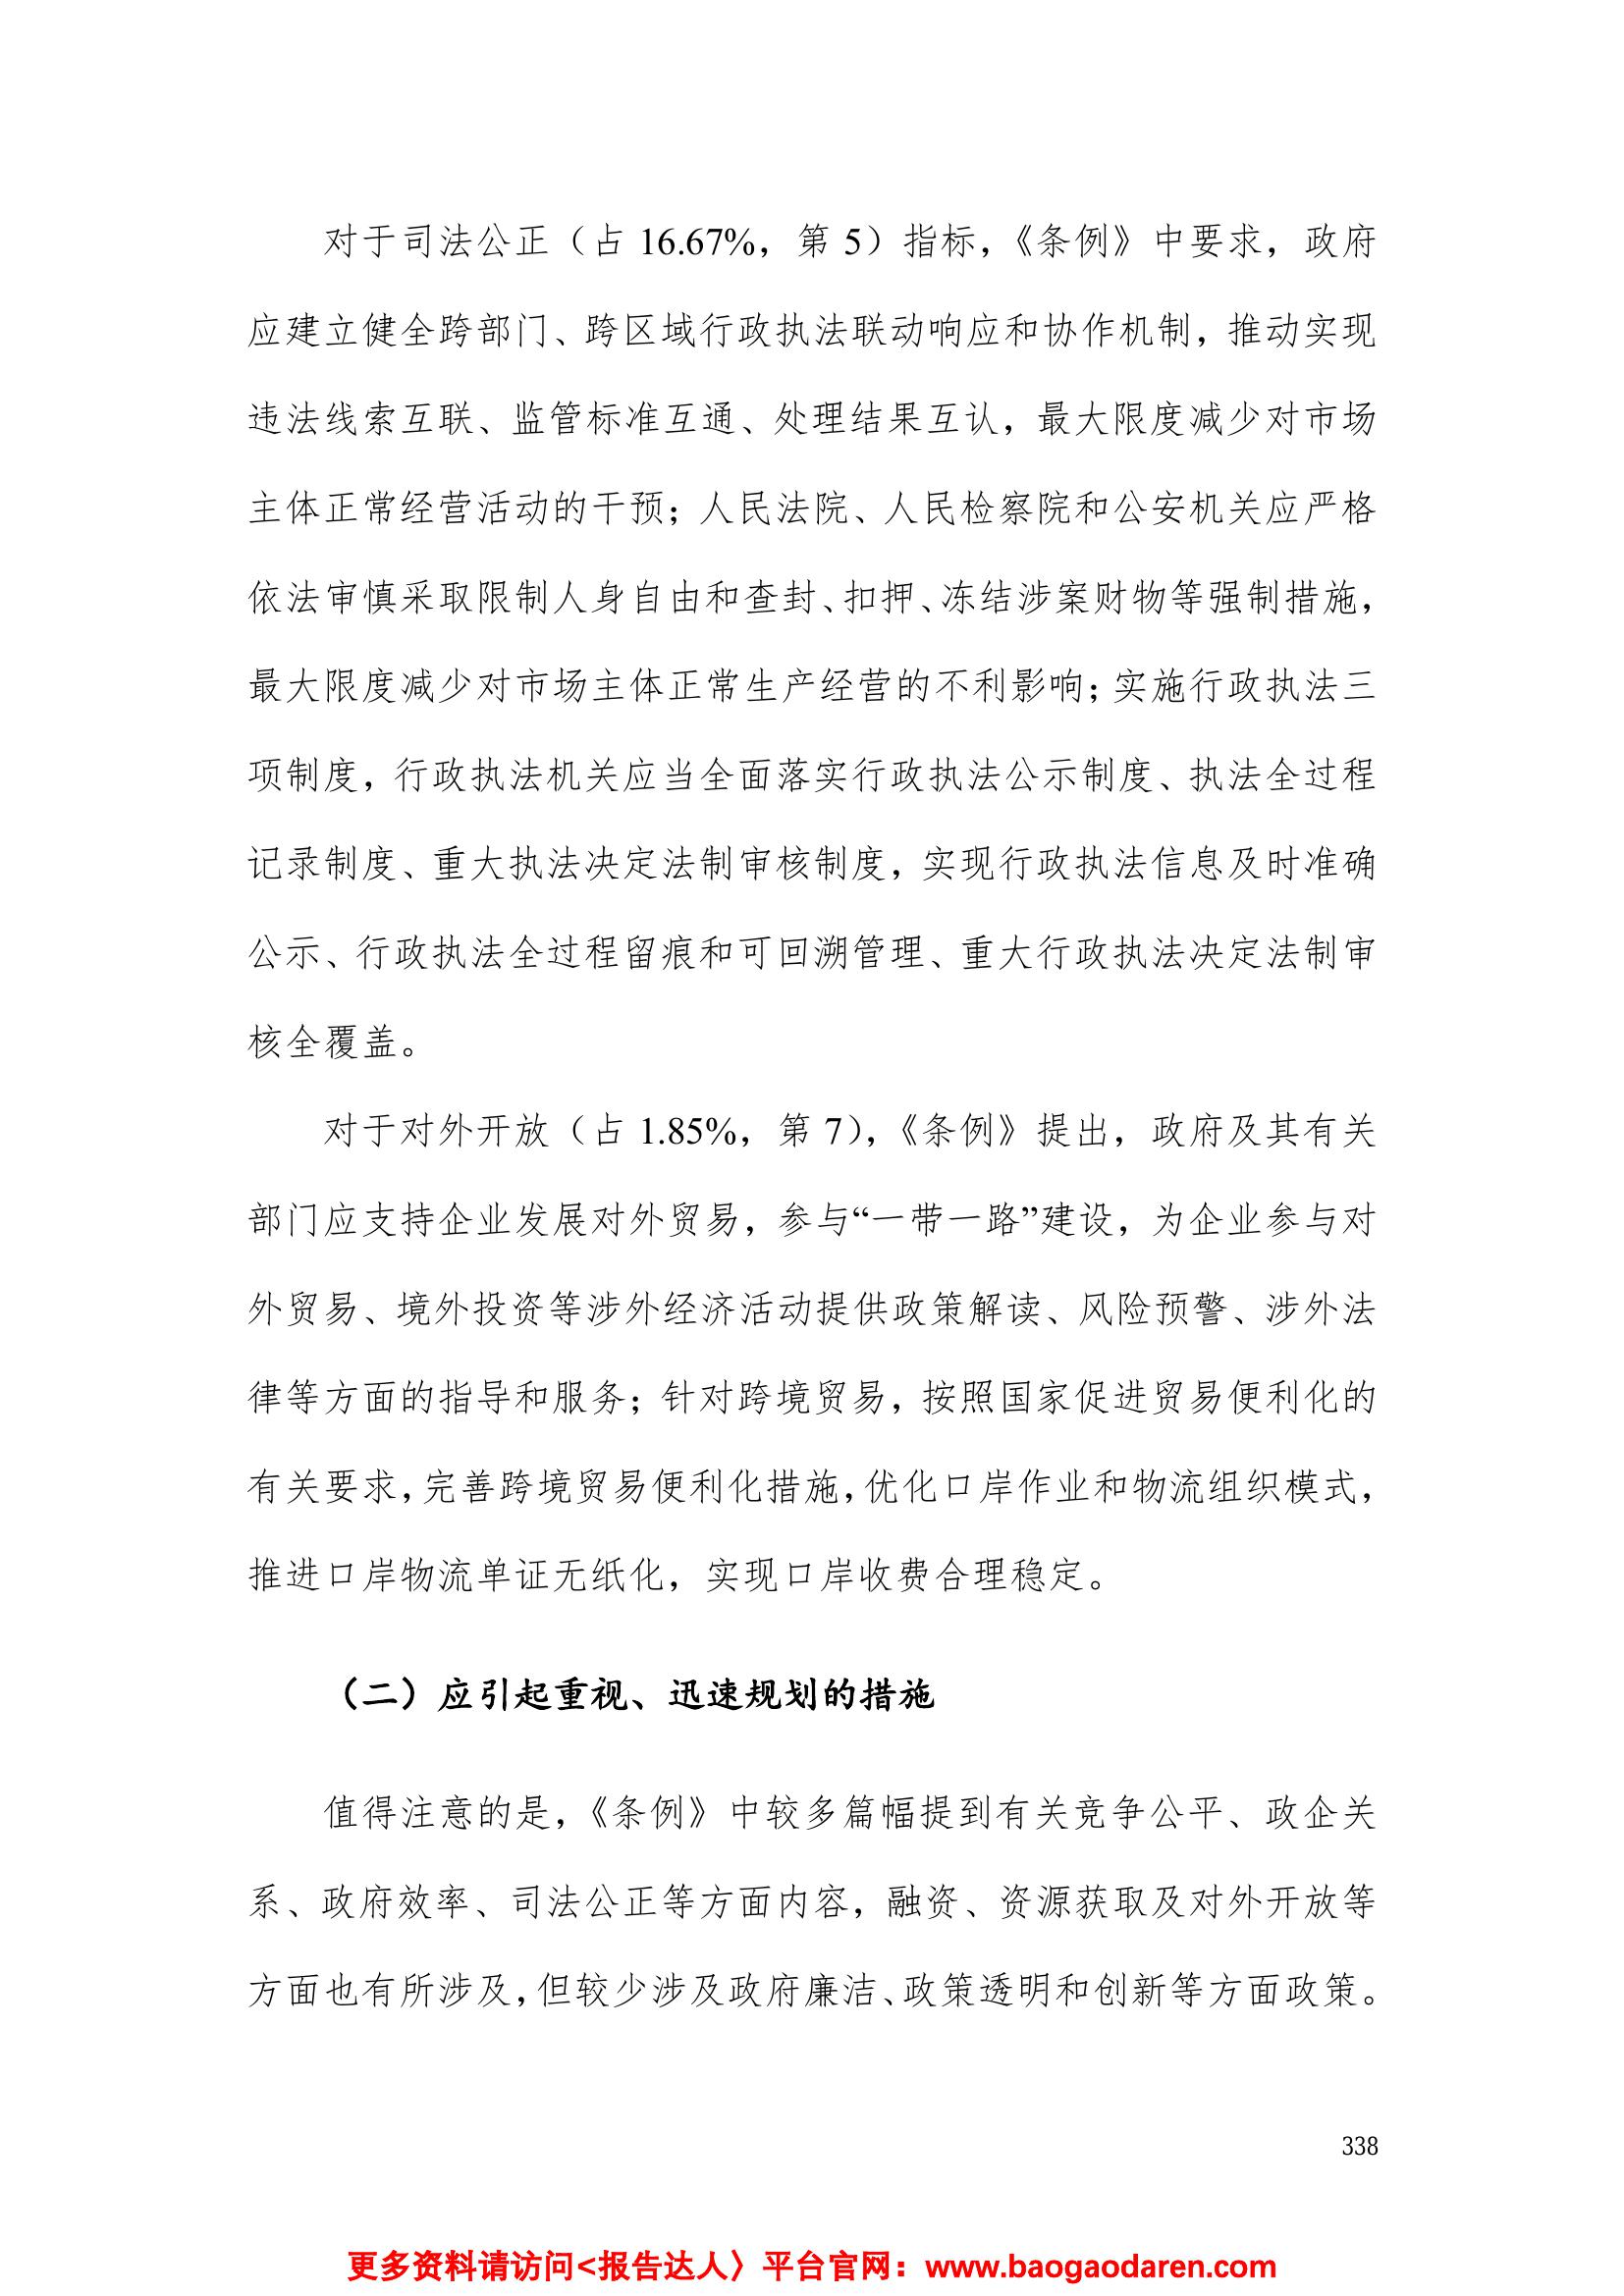 对于司法公正（占 16.67%，第 5）指标，《条例》中要求，政府
应建立健全跨部门、跨区域行政执法联动响应和协作机制，推动实现
违法线索互联、监管标准互通、处理结果互认，最大限度减少对市场
主体正常经营活动的干预；人民法院、人民检察院和公安机关应严格
依法审慎采取限制人身自由和查封、扣押、冻结涉案财物等强制措施，
最大限度减少对市场主体正常生产经营的不利影响；实施行政执法三
项制度，行政执法机关应当全面落实行政执法公示制度、执法全过程
记录制度、重大执法决定法制审核制度，实现行政执法信息及时准确
公示、行政执法全过程留痕和可回溯管理、重大行政执法决定法制审
核全覆盖。
对于对外开放（占 1.85%，第 7），《条例》提出，政府及其有关
部门应支持企业发展对外贸易，参与“一带一路”建设，为企业参与对
外贸易、境外投资等涉外经济活动提供政策解读、风险预警、涉外法
律等方面的指导和服务；针对跨境贸易，按照国家促进贸易便利化的
有关要求，完善跨境贸易便利化措施，优化口岸作业和物流组织模式，
推进口岸物流单证无纸化，实现口岸收费合理稳定。
（二）应引起重视、迅速规划的措施
值得注意的是，《条例》中较多篇幅提到有关竞争公平、政企关
系、政府效率、司法公正等方面内容，融资、资源获取及对外开放等
方面也有所涉及，但较少涉及政府廉洁、政策透明和创新等方面政策。
338
更多资料请访问<报告达人〉平台官网：www.baogaodaren.com